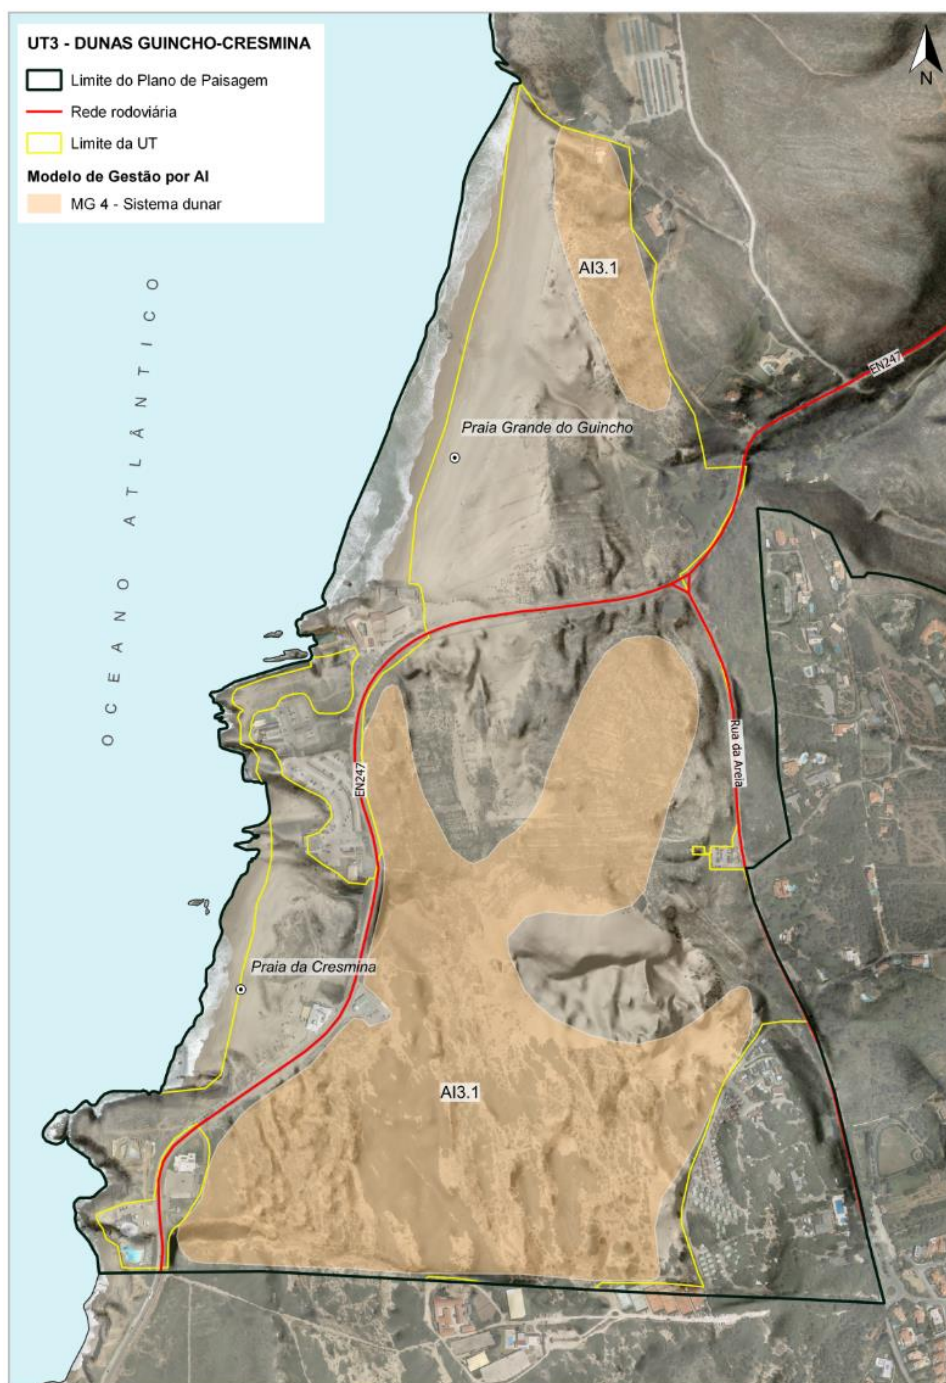 UT3 - DUNAS GUINCHO-CRESMINA
Limite do Plano de Paisagem
Rede rodoviária
Limite da UT
Modelo de Gestão por AI
MG 4 - Sistema dunar
N
AI3.1
OCEANO ATLÂNTICO
EN247
Praia Grande do Guincho
Rua da Areia
EN247
Praia da Cresmina
AI3.1